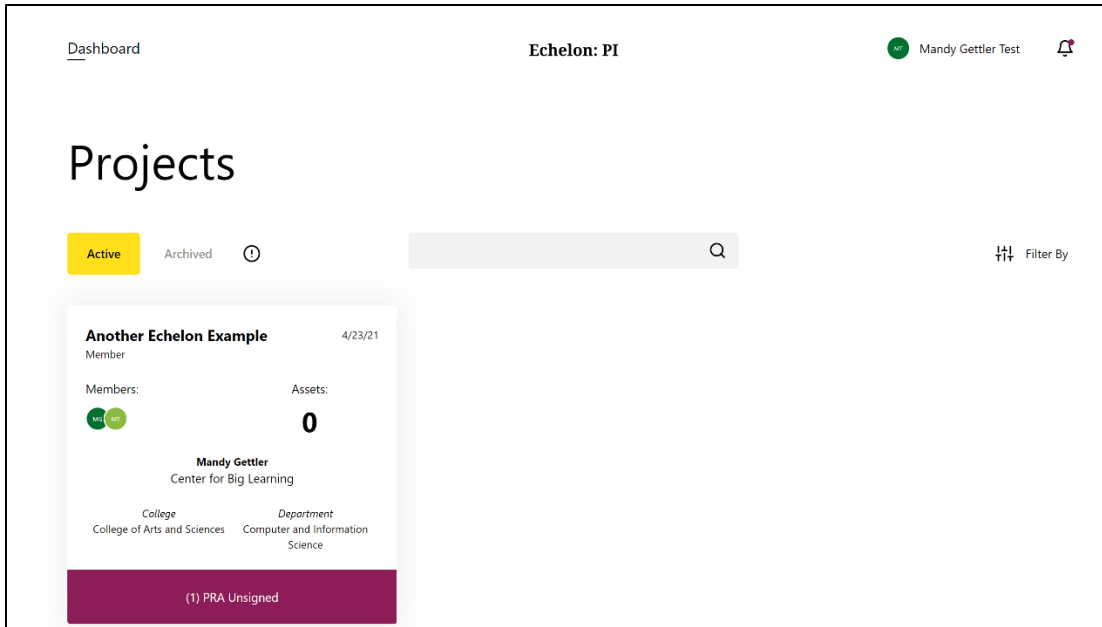 Dashboard
Echelon: PI
MT
Mandy Gettler Test
Projects
Active
Archived
Filter By
Another Echelon Example
4/23/21
Member
Members:
Assets:
MG
MT
0
Mandy Gettler
Center for Big Learning
College
Department
College of Arts and Sciences
Computer and Information
Science
(1) PRA Unsigned